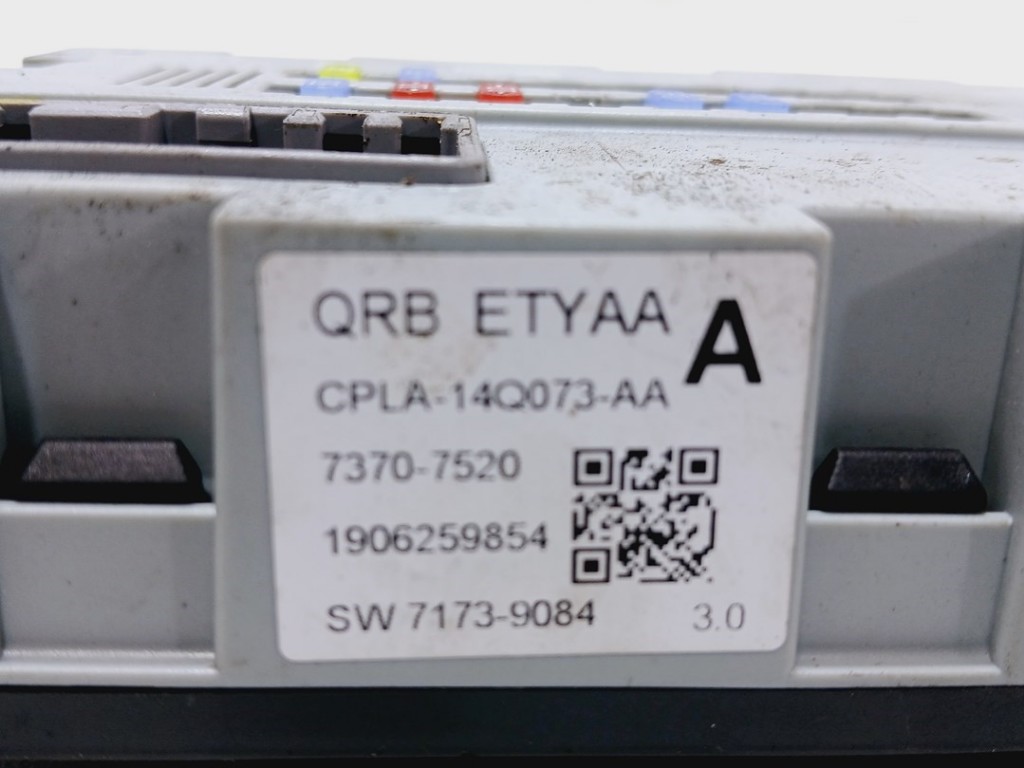 QRB ETYAA A
CPLA-14Q073-AA
7370-7520
1906259854
SW 7173-9084 3.0